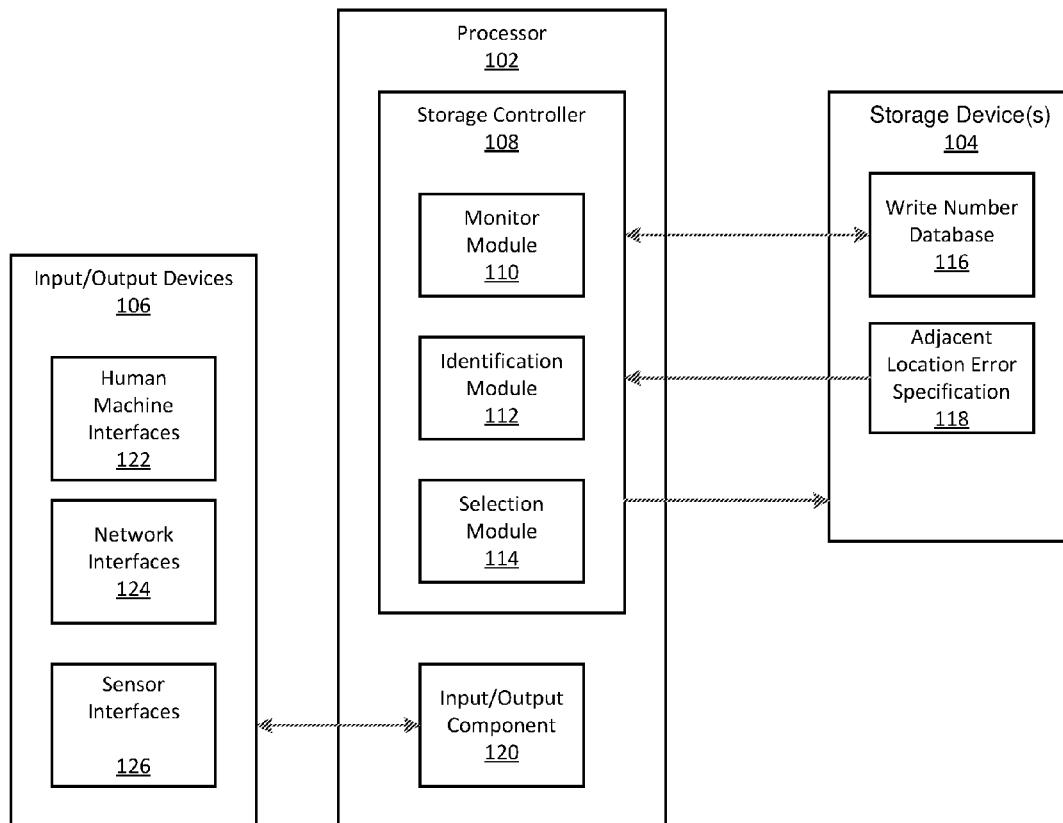 Processor
102
Storage Controller
108
Monitor
Module
110
Identification
Module
112
Selection
Module
114
Input/Output
Component
120
Storage Device(s)
104
Write Number
Database
116
Adjacent
Location Error
Specification
118
Input/Output Devices
106
Human
Machine
Interfaces
122
Network
Interfaces
124
Sensor
Interfaces
126